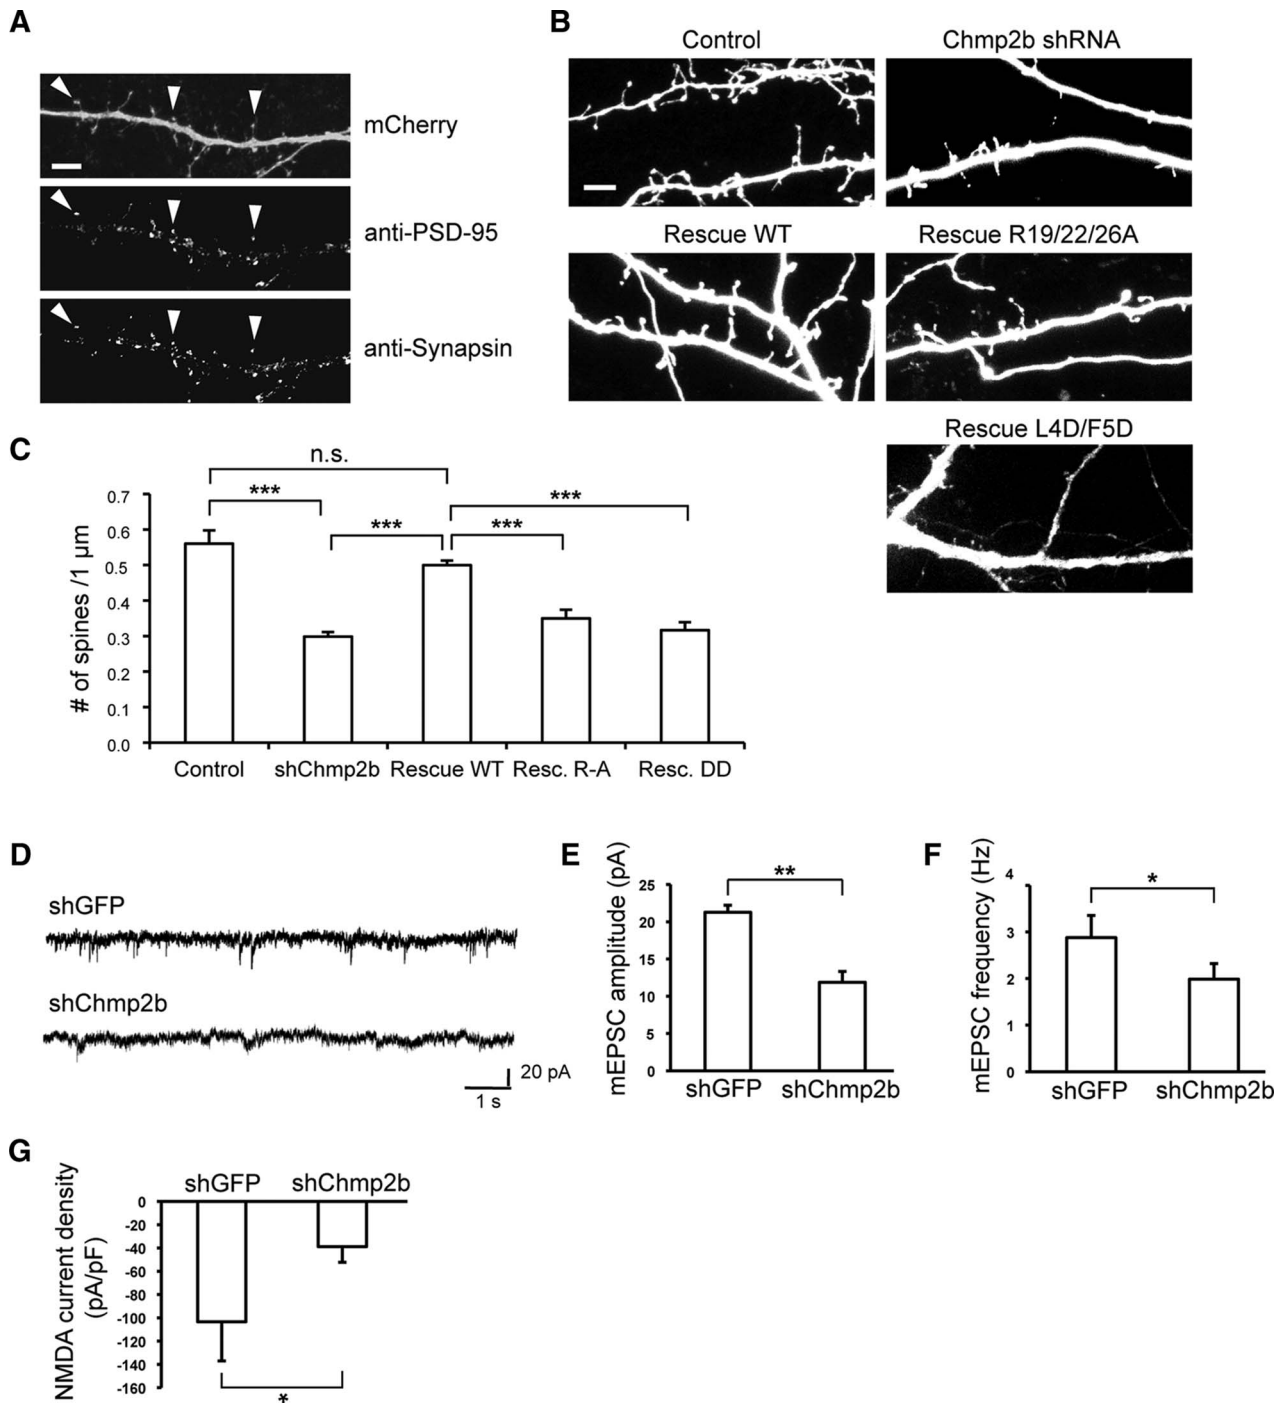 A
mCherry
anti-PSD-95
anti-Synapsin
B
Control
Chmp2b shRNA
Rescue WT
Rescue R19/22/26A
Rescue L4D/F5D
C
n.s.
***
***
***
***
# of spines /1 µm
0.7
0.6
0.5
0.4
0.3
0.2
0.1
0.0
Control
shChmp2b
Rescue WT
Resc. R-A
Resc. DD
D
shGFP
shChmp2b
20 pA
1 s
E
mEPSC amplitude (pA)
**
25
20
15
10
5
0
shGFP
shChmp2b
F
mEPSC frequency (Hz)
*
4
3
2
1
0
shGFP
shChmp2b
G
NMDA current density
(pA/pF)
shGFP
shChmp2b
0
-20
-40
-60
-80
-100
-120
-140
-160
*